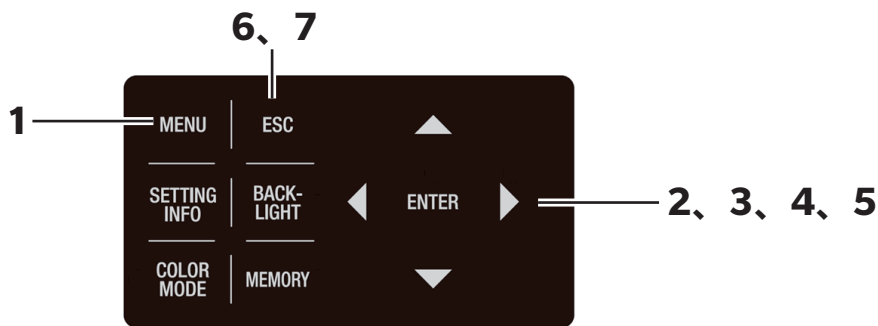 6、7
1
MENU
ESC
SETTING
INFO
BACK-
LIGHT
ENTER
2、3、4、5
COLOR
MODE
MEMORY